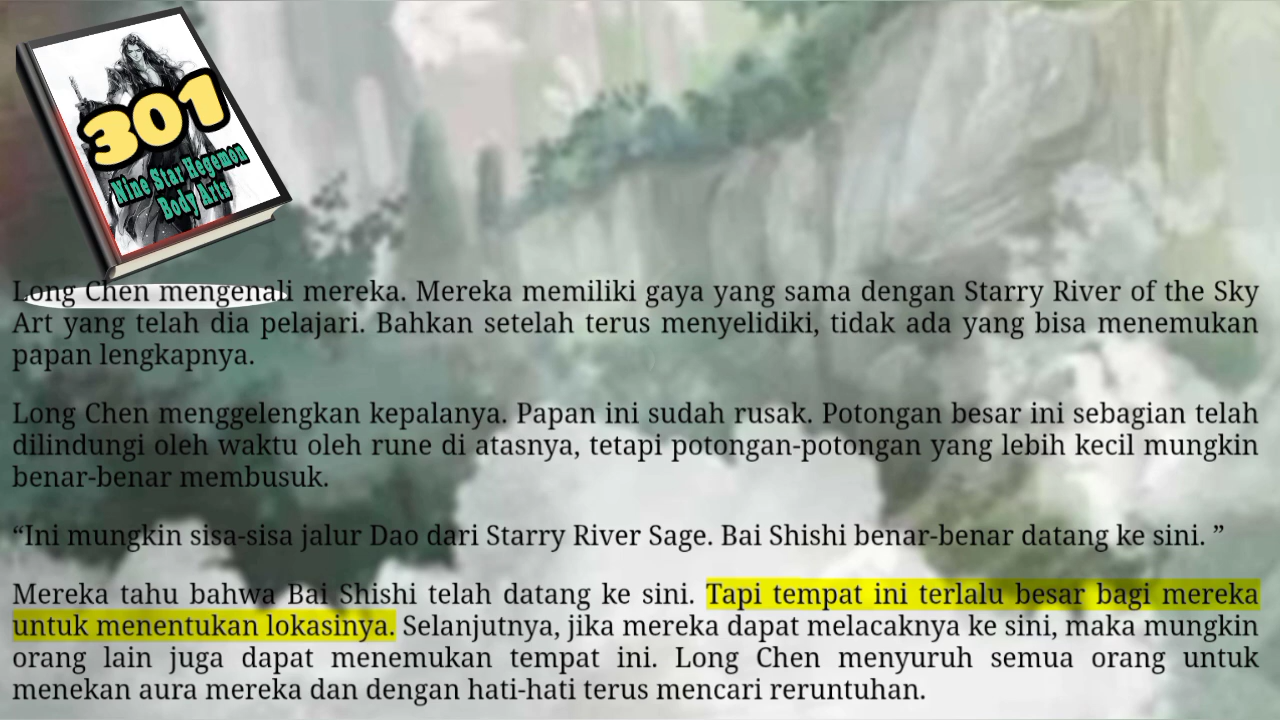 301
Nine Star Hegemon
Body Arts
Long Chen mengenali mereka. Mereka memiliki gaya yang sama dengan Starry River of the Sky
Art yang telah dia pelajari. Bahkan setelah terus menyelidiki, tidak ada yang bisa menemukan
papan lengkapnya.
Long Chen menggelengkan kepalanya. Papan ini sudah rusak. Potongan besar ini sebagian telah
dilindungi oleh waktu oleh rune di atasnya, tetapi potongan-potongan yang lebih kecil mungkin
benar-benar membusuk.
“Ini mungkin sisa-sisa jalur Dao dari Starry River Sage. Bai Shishi benar-benar datang ke sini. ”
Mereka tahu bahwa Bai Shishi telah datang ke sini. Tapi tempat ini terlalu besar bagi mereka
untuk menentukan lokasinya. Selanjutnya, jika mereka dapat melacaknya ke sini, maka mungkin
orang lain juga dapat menemukan tempat ini. Long Chen menyuruh semua orang untuk
menekan aura mereka dan dengan hati-hati terus mencari reruntuhan.